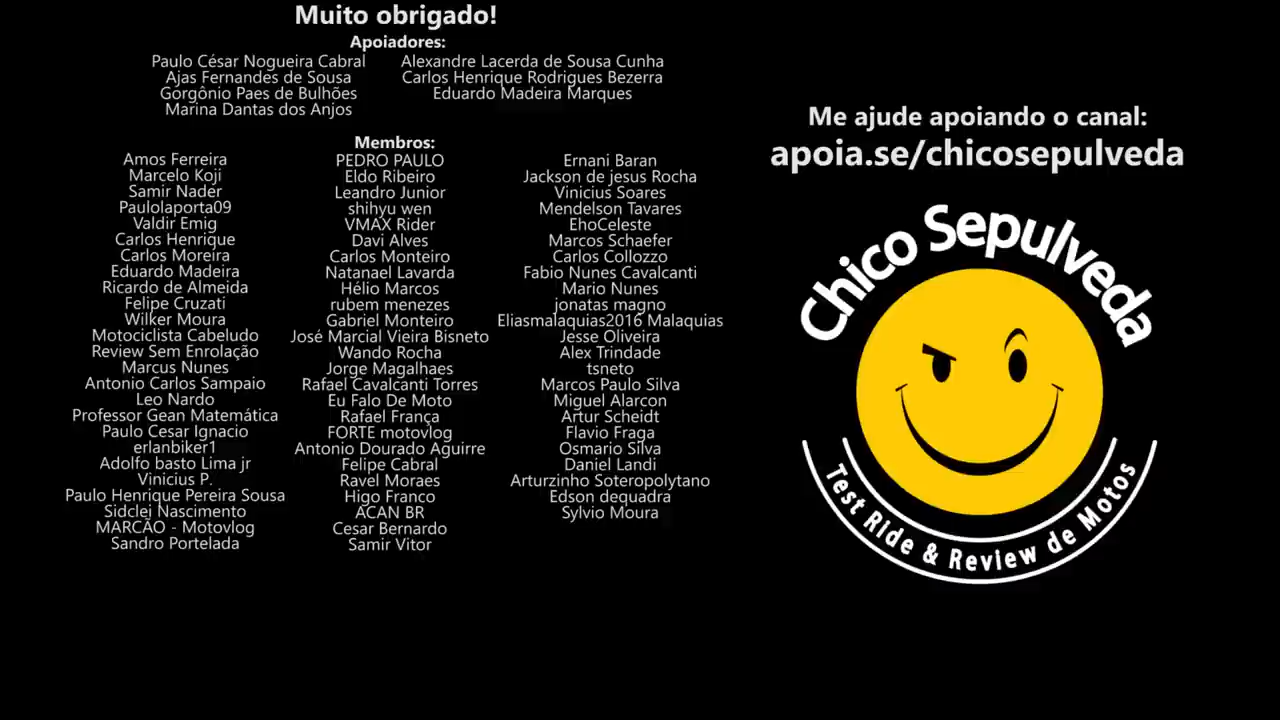 Muito obrigado!
Apoiadores:
Paulo César Nogueira Cabral
Ajas Fernandes de Sousa
Gorgônio Paes de Bulhões
Marina Dantas dos Anjos
Alexandre Lacerda de Sousa Cunha
Carlos Henrique Rodrigues Bezerra
Eduardo Madeira Marques
Membros:
Amos Ferreira
Marcelo Koji
Samir Nader
Paulolaporta09
Valdir Emig
Carlos Henrique
Carlos Moreira
Eduardo Madeira
Ricardo de Almeida
Felipe Cruzati
Wilker Moura
Motociclista Cabeludo
Review Sem Enrolação
Marcus Nunes
Antonio Carlos Sampaio
Leo Nardo
Professor Gean Matemática
Paulo Cesar Ignacio
erlanbiker1
Adolfo basto Lima jr
Vinicius P.
Paulo Henrique Pereira Sousa
Sidclei Nascimento
MARCÃO - Motovlog
Sandro Portelada
PEDRO PAULO
Eldo Ribeiro
Leandro Junior
shihyu wen
VMAX Rider
Davi Alves
Carlos Monteiro
Natanael Lavarda
Hélio Marcos
rubem menezes
Gabriel Monteiro
José Marcial Vieira Bisneto
Wando Rocha
Jorge Magalhaes
Rafael Cavalcanti Torres
Eu Falo De Moto
Rafael França
FORTE motovlog
Antonio Dourado Aguirre
Felipe Cabral
Ravel Moraes
Higo Franco
ACAN BR
Cesar Bernardo
Samir Vitor
Ernani Baran
Jackson de jesus Rocha
Vinicius Soares
Mendelson Tavares
EhoCeleste
Marcos Schaefer
Carlos Collozzo
Fabio Nunes Cavalcanti
Mario Nunes
jonatas magno
Eliasmalaquias2016 Malaquias
Jesse Oliveira
Alex Trindade
tsneto
Marcos Paulo Silva
Miguel Alarcon
Artur Scheidt
Flavio Fraga
Osmario Silva
Daniel Landi
Arturzinho Soteropolytano
Edson dequadra
Sylvio Moura
Me ajude apoiando o canal:
apoia.se/chicosepulveda
Chico Sepulveda
Test Ride & Review de Motos